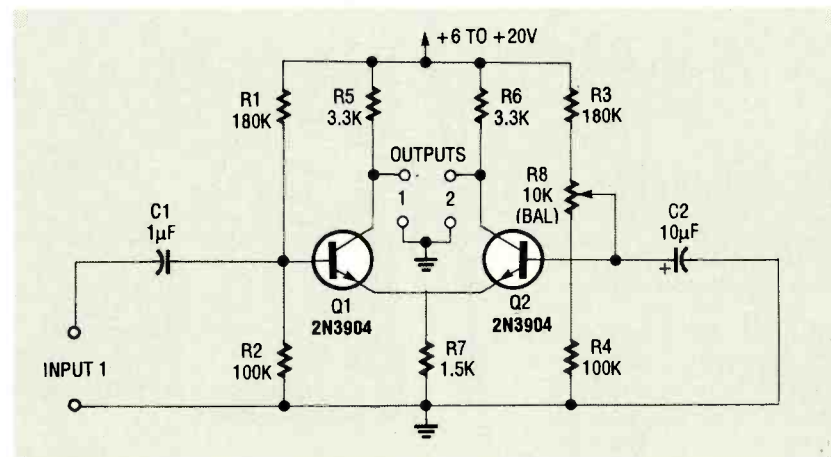 +6 TO +20V
R1
180K
R5
3.3K
R6
3.3K
R3
180K
OUTPUTS
1
2
R8
10K
(BAL)
C1
1µF
C2
10µF
+
Q1
2N3904
Q2
2N3904
INPUT 1
R2
100K
R7
1.5K
R4
100K